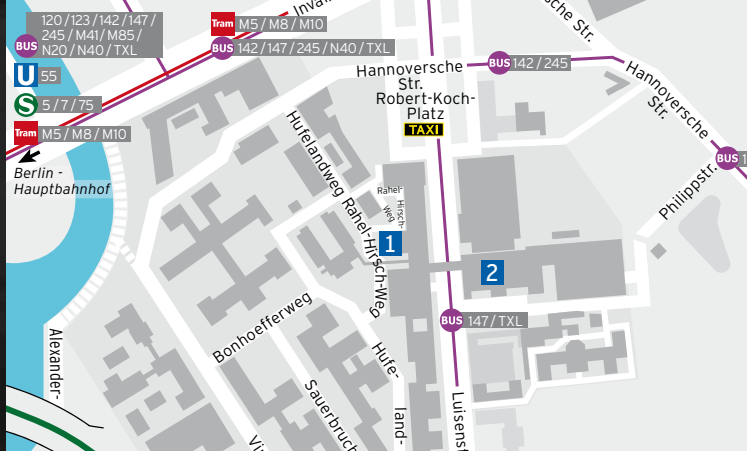 120 / 123 / 142 / 147 /
245 / M41/ M85 /
N20 / N40 / TXL
BUS
U 55
S 5 / 7 / 75
Tram M5 / M8 / M10
Berlin -
Hauptbahnhof
Tram M5 / M8 / M10
BUS 142 / 147 / 245 / N40 / TXL
Hannoversche
Str.
Robert-Koch-
Platz
TAXI
BUS 142 / 245
Hannoversche
Str.
BUS
Philippstr.
Hufelandweg
Rahel-Hirsch-Weg
Rahel-
Hirsch-
Weg
1
2
BUS 147 / TXL
Bonhoefferweg
Hufe-
land-
Alexander-